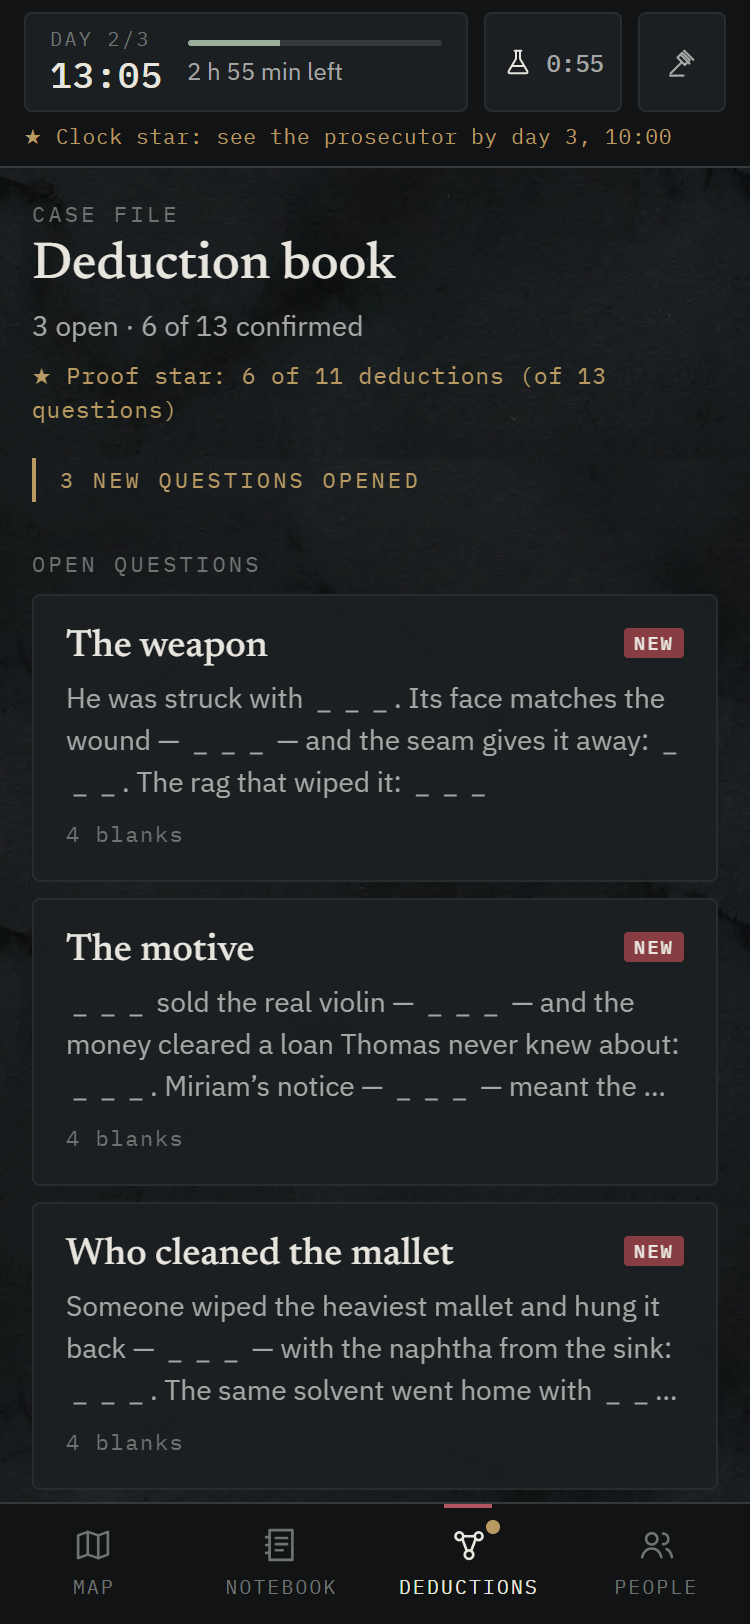 DAY 2/3
13:05
2 h 55 min left
0:55
★ Clock star: see the prosecutor by day 3, 10:00
CASE FILE
Deduction book
3 open · 6 of 13 confirmed
★ Proof star: 6 of 11 deductions (of 13
questions)
3 NEW QUESTIONS OPENED
OPEN QUESTIONS
The weapon
NEW
He was struck with _ _ _. Its face matches the
wound — _ _ _ — and the seam gives it away: _
_ _. The rag that wiped it: _ _ _
4 blanks
The motive
NEW
_ _ _ sold the real violin — _ _ _ — and the
money cleared a loan Thomas never knew about:
_ _ _. Miriam’s notice — _ _ _ — meant the ...
4 blanks
Who cleaned the mallet
NEW
Someone wiped the heaviest mallet and hung it
back — _ _ _ — with the naphtha from the sink:
_ _ _. The same solvent went home with _ _ ...
4 blanks
MAP
NOTEBOOK
DEDUCTIONS
PEOPLE